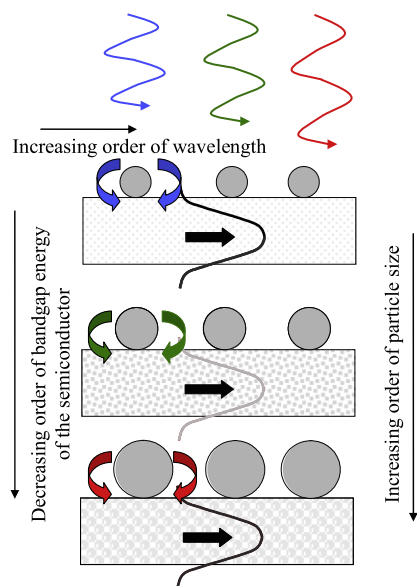 Increasing order of wavelength
Decreasing order of bandgap energy
of the semiconductor
Increasing order of particle size